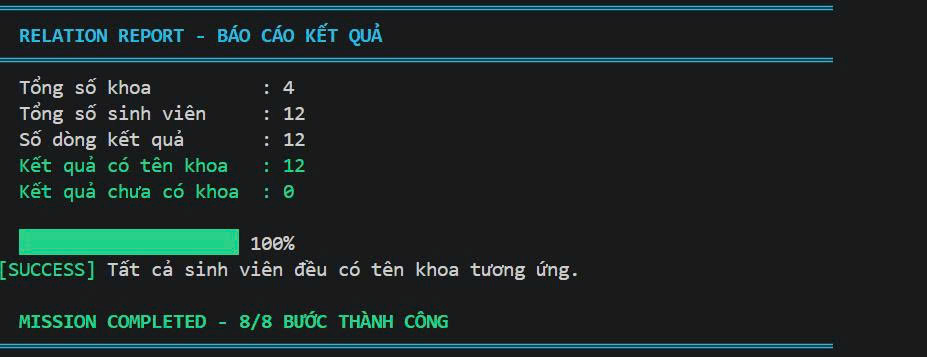 RELATION REPORT - BÁO CÁO KẾT QUẢ
Tổng số khoa : 4
Tổng số sinh viên : 12
Số dòng kết quả : 12
Kết quả có tên khoa : 12
Kết quả chưa có khoa : 0
100%
[SUCCESS] Tất cả sinh viên đều có tên khoa tương ứng.
MISSION COMPLETED - 8/8 BƯỚC THÀNH CÔNG